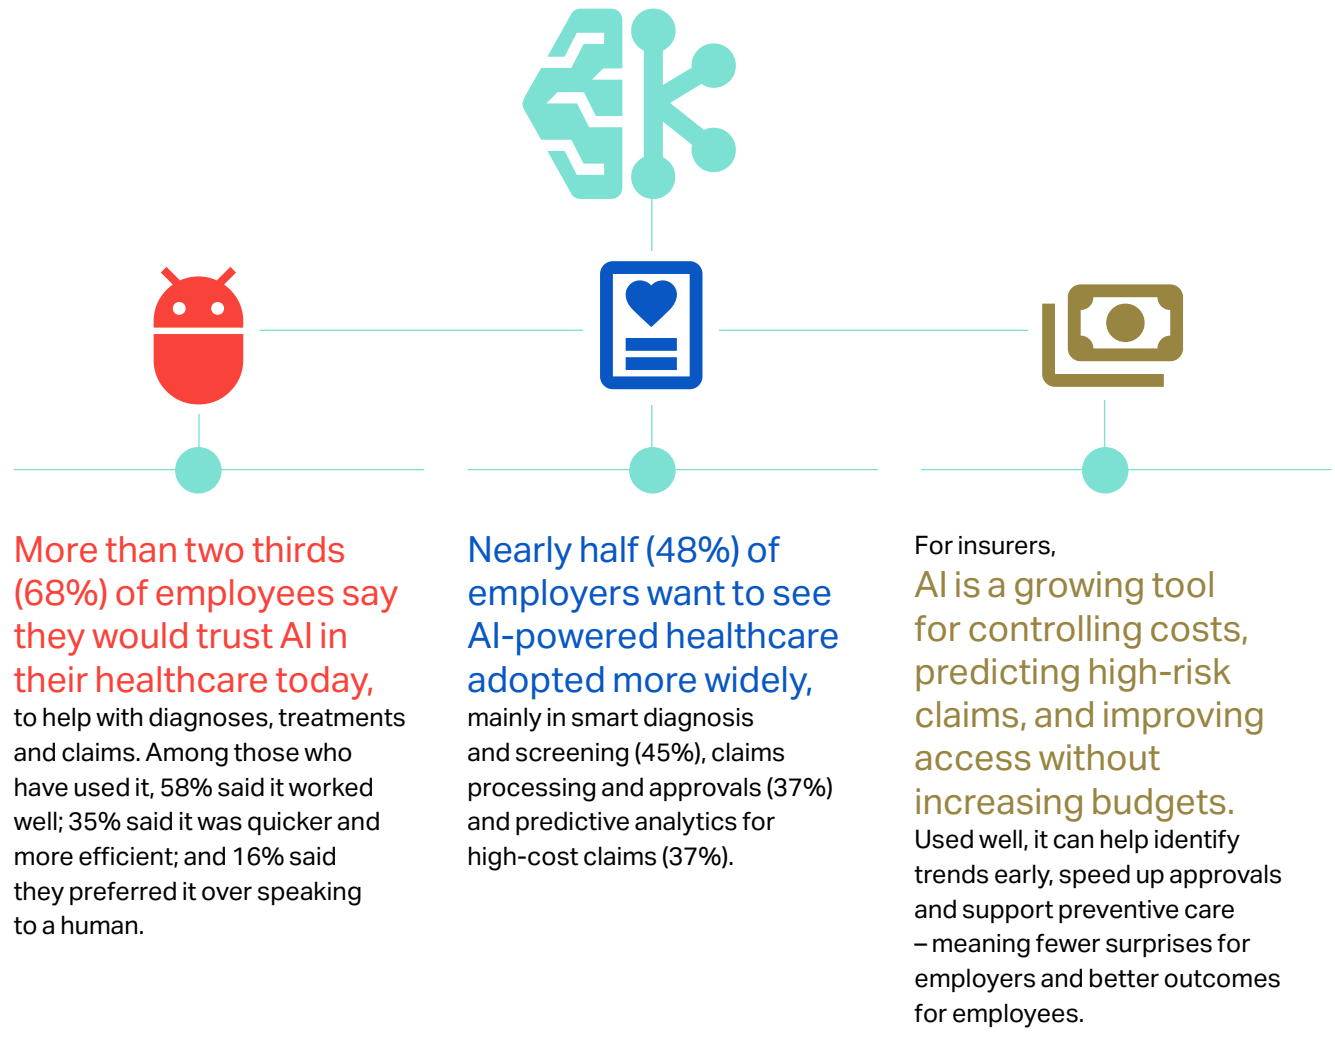 More than two thirds
(68%) of employees say
they would trust AI in
their healthcare today,
to help with diagnoses, treatments
and claims. Among those who
have used it, 58% said it worked
well; 35% said it was quicker and
more efficient; and 16% said
they preferred it over speaking
to a human.
Nearly half (48%) of
employers want to see
AI-powered healthcare
adopted more widely,
mainly in smart diagnosis
and screening (45%), claims
processing and approvals (37%)
and predictive analytics for
high-cost claims (37%).
For insurers,
AI is a growing tool
for controlling costs,
predicting high-risk
claims, and improving
access without
increasing budgets.
Used well, it can help identify
trends early, speed up approvals
and support preventive care
– meaning fewer surprises for
employers and better outcomes
for employees.